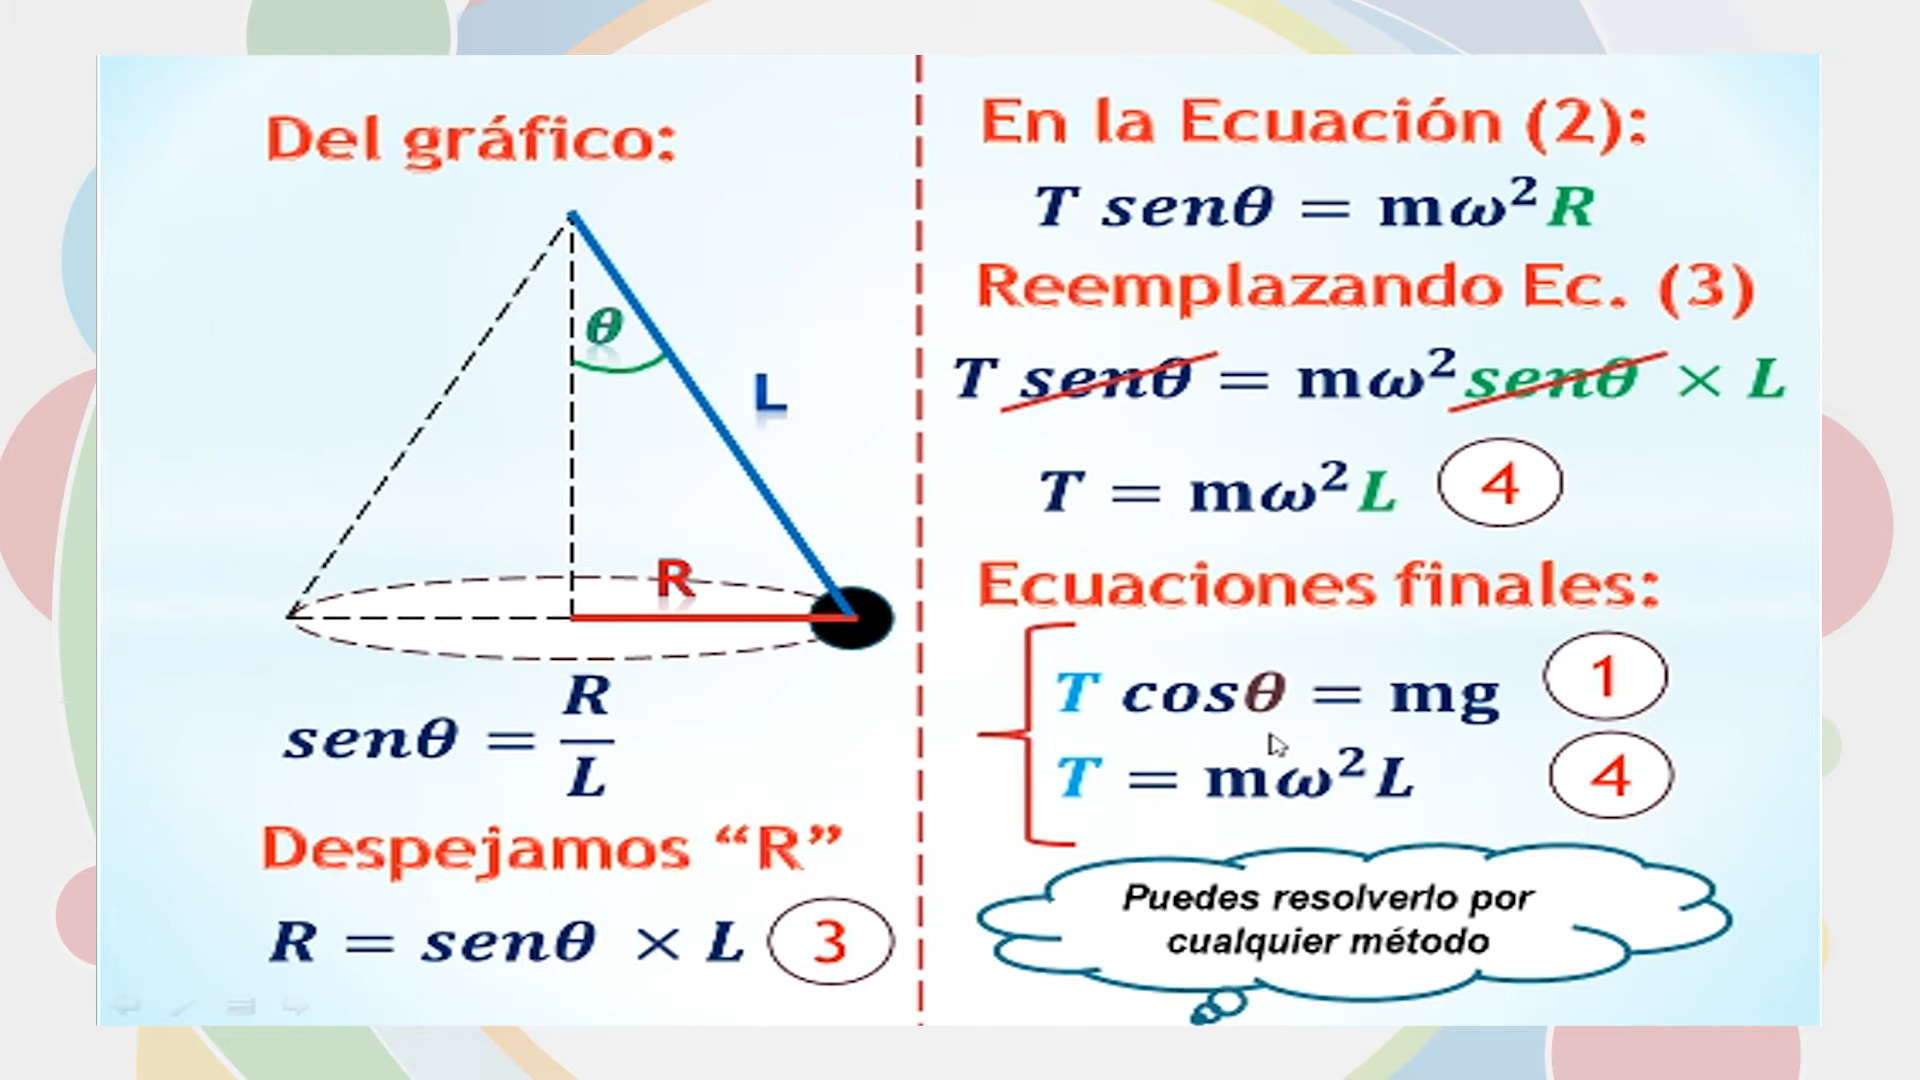 Del gráfico:
θ
L
R
senθ = R/L
Despejamos “R”
R = senθ × L 3
En la Ecuación (2):
T senθ = mω²R
Reemplazando Ec. (3)
T senθ = mω²senθ × L
T = mω²L 4
Ecuaciones finales:
T cosθ = mg 1
T = mω²L 4
Puedes resolverlo por
cualquier método